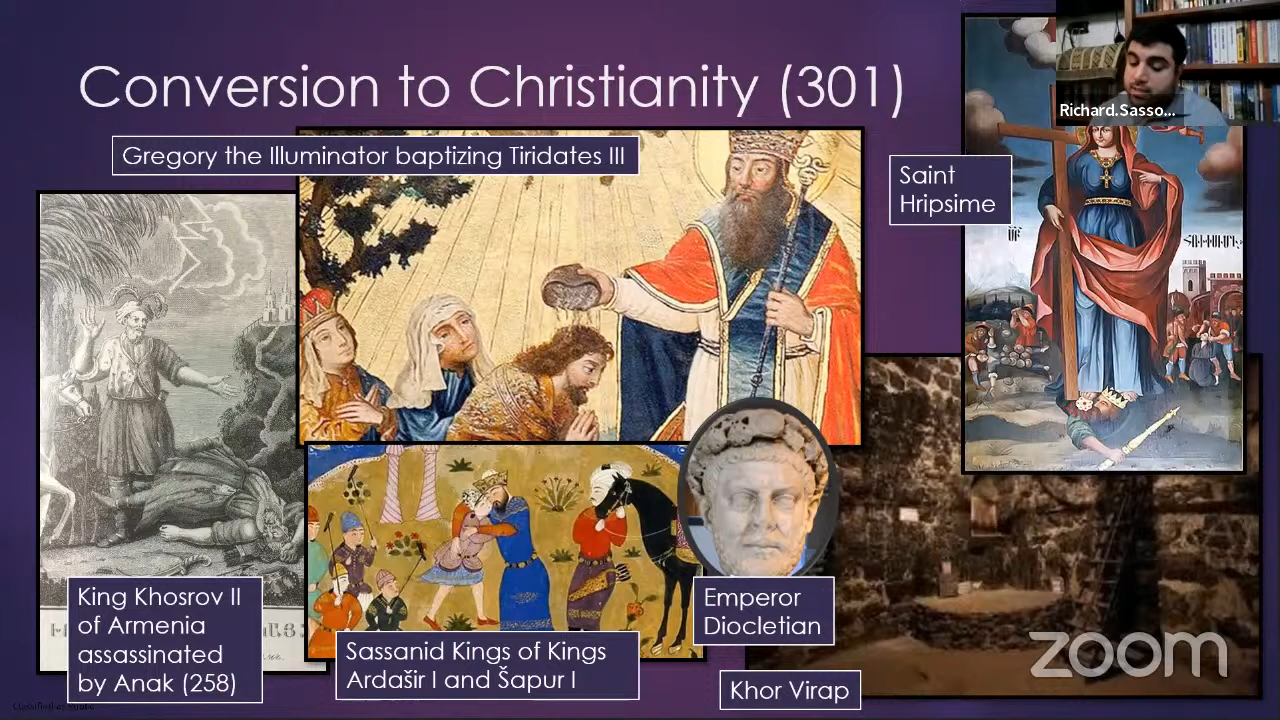 Conversion to Christianity (301)
Richard.Sasso...
Gregory the Illuminator baptizing Tiridates III
Saint
Hripsime
King Khosrov II
of Armenia
assassinated
by Anak (258)
Sassanid Kings of Kings
Ardašir I and Šapur I
Emperor
Diocletian
Khor Virap
zoom